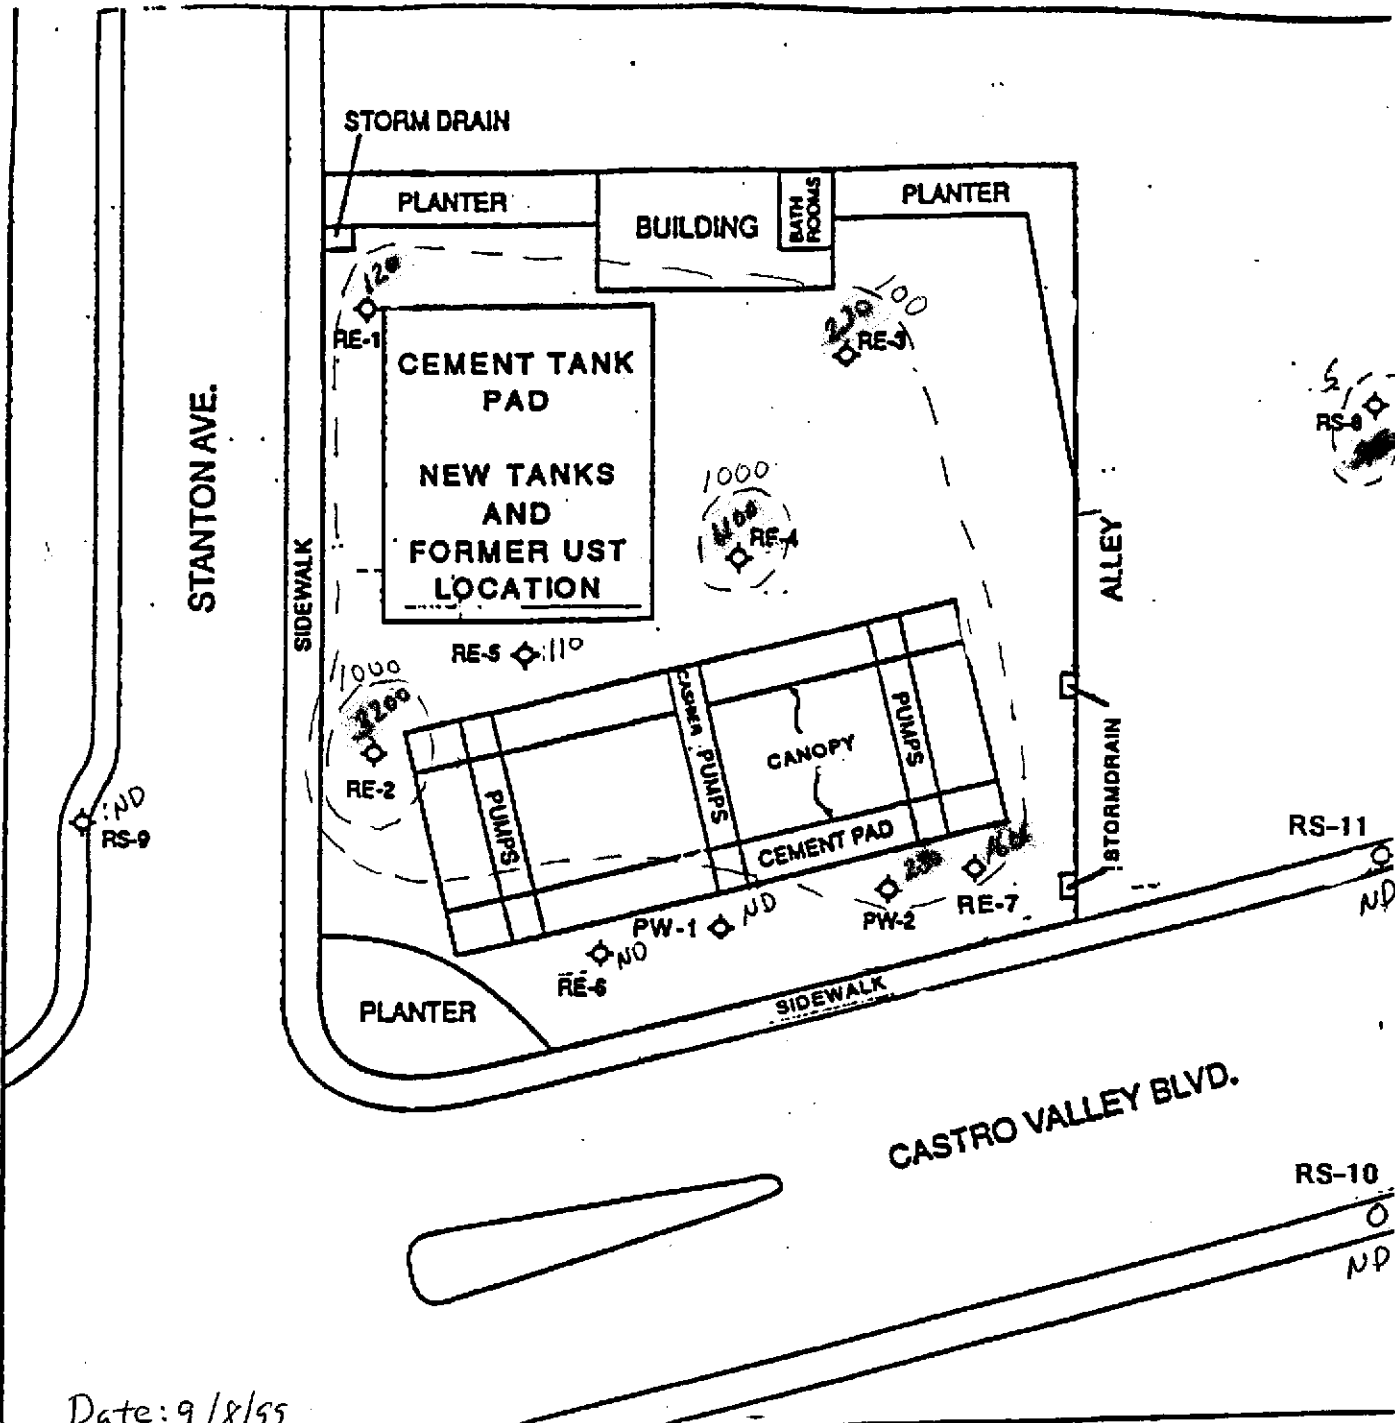 STORM DRAIN
PLANTER
BUILDING
BATH
ROOMS
PLANTER
120
RE-1
CEMENT TANK
PAD
NEW TANKS
AND
FORMER UST
LOCATION
100
RE-3
5
STANTON AVE.
SIDEWALK
1000
RE-4
ALLEY
RE-5
110
1000
RE-2
CASHIER
PUMPS
PUMPS
PUMPS
CANOPY
CEMENT PAD
STORMDRAIN
ND
RS-9
RS-11
ND
PW-1
ND
PW-2
RE-7
RE-6
ND
PLANTER
SIDEWALK
CASTRO VALLEY BLVD.
RS-10
ND
Date: 9/8/99